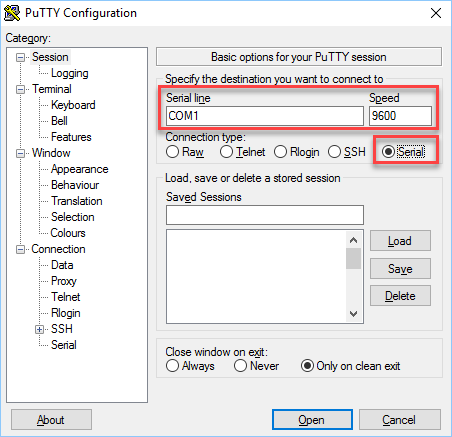 PuTTY Configuration
Category:
Session
Logging
Terminal
Keyboard
Bell
Features
Window
Appearance
Behaviour
Translation
Selection
Colours
Connection
Data
Proxy
Telnet
Rlogin
SSH
Serial
Basic options for your PuTTY session
Specify the destination you want to connect to
Serial line Speed
COM1 9600
Connection type:
Raw Telnet Rlogin SSH Serial
Load, save or delete a stored session
Saved Sessions
Load
Save
Delete
Close window on exit:
Always Never Only on clean exit
About Open Cancel